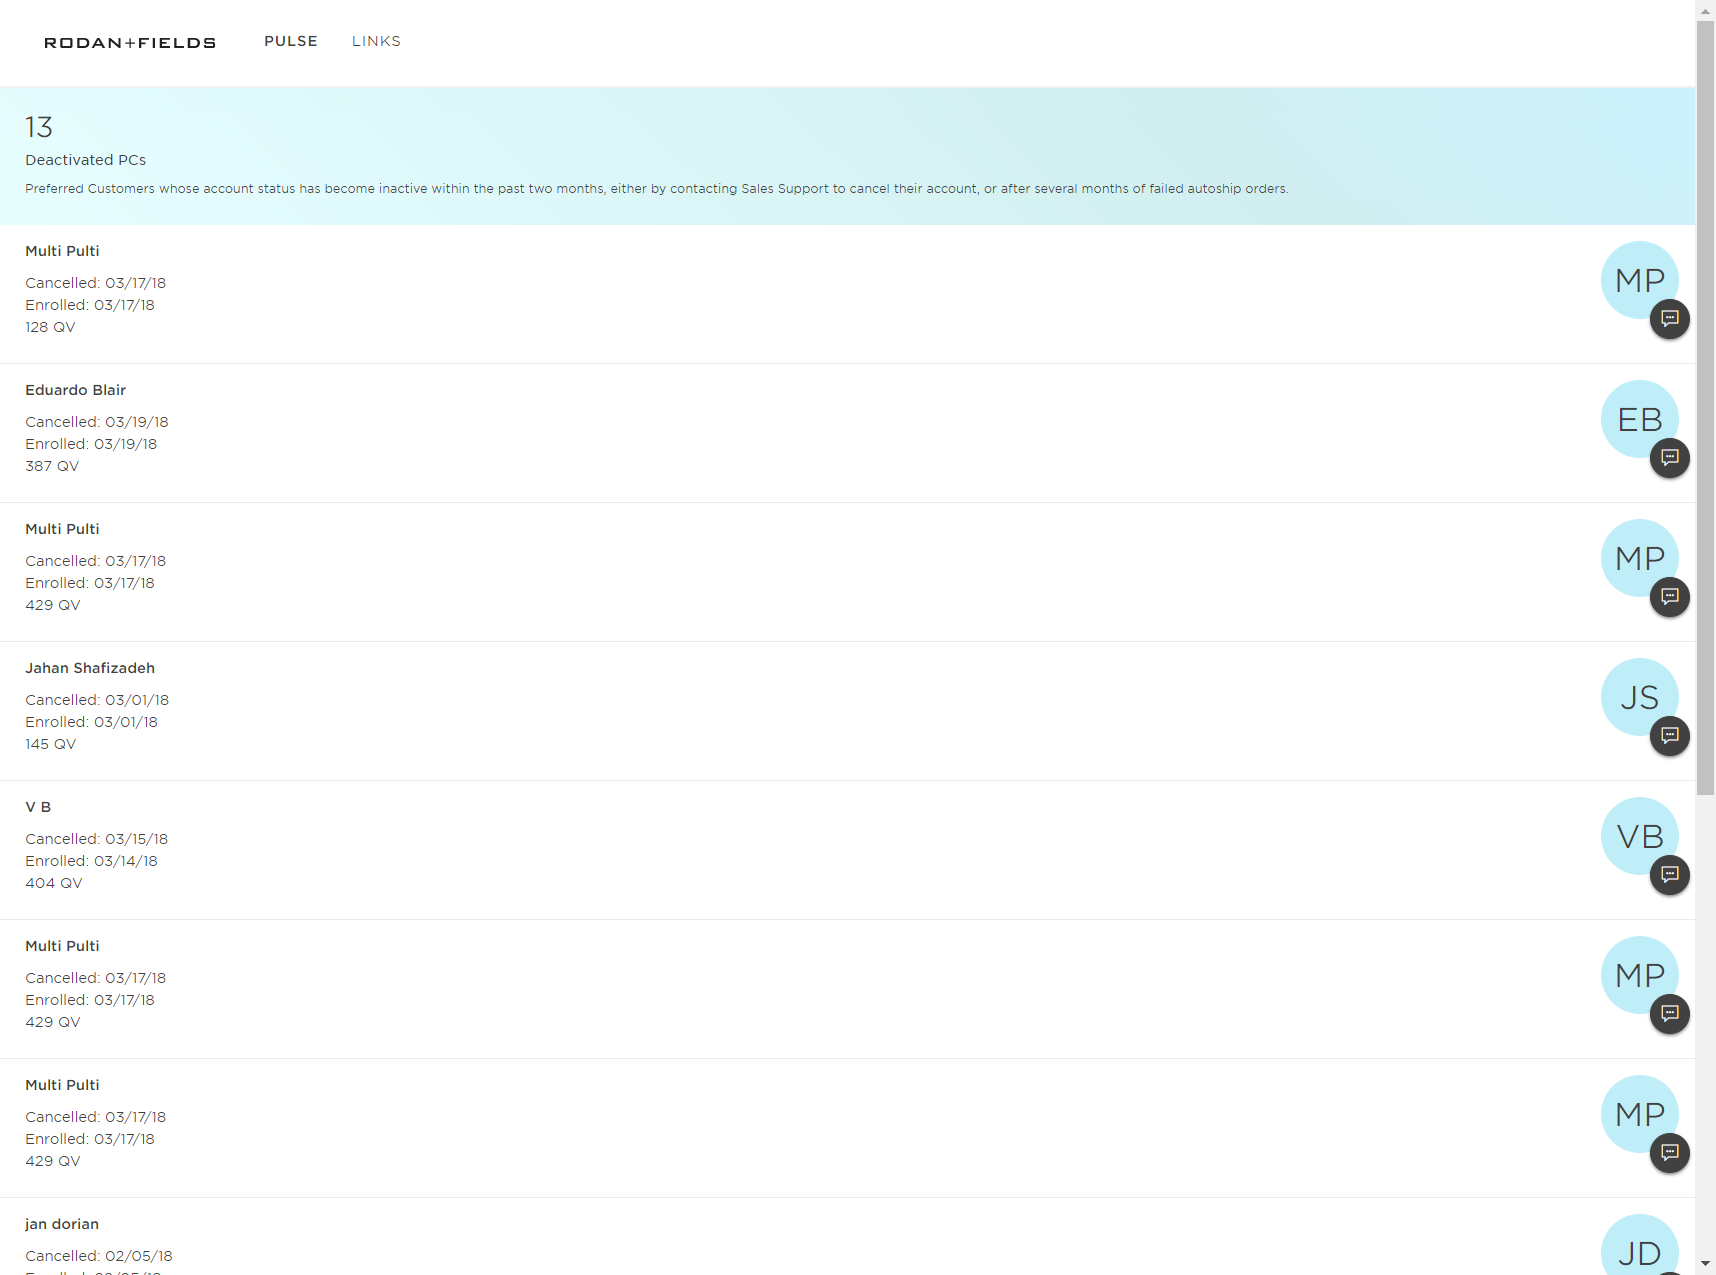 RODAN+FIELDS PULSE LINKS
13
Deactivated PCs
Preferred Customers whose account status has become inactive within the past two months, either by contacting Sales Support to cancel their account, or after several months of failed autoship orders.
Multi Pulti
Cancelled: 03/17/18
Enrolled: 03/17/18
128 QV
MP
Eduardo Blair
Cancelled: 03/19/18
Enrolled: 03/19/18
387 QV
EB
Multi Pulti
Cancelled: 03/17/18
Enrolled: 03/17/18
429 QV
MP
Jahan Shafizadeh
Cancelled: 03/01/18
Enrolled: 03/01/18
145 QV
JS
V B
Cancelled: 03/15/18
Enrolled: 03/14/18
404 QV
VB
Multi Pulti
Cancelled: 03/17/18
Enrolled: 03/17/18
429 QV
MP
Multi Pulti
Cancelled: 03/17/18
Enrolled: 03/17/18
429 QV
MP
jan dorian
Cancelled: 02/05/18
JD